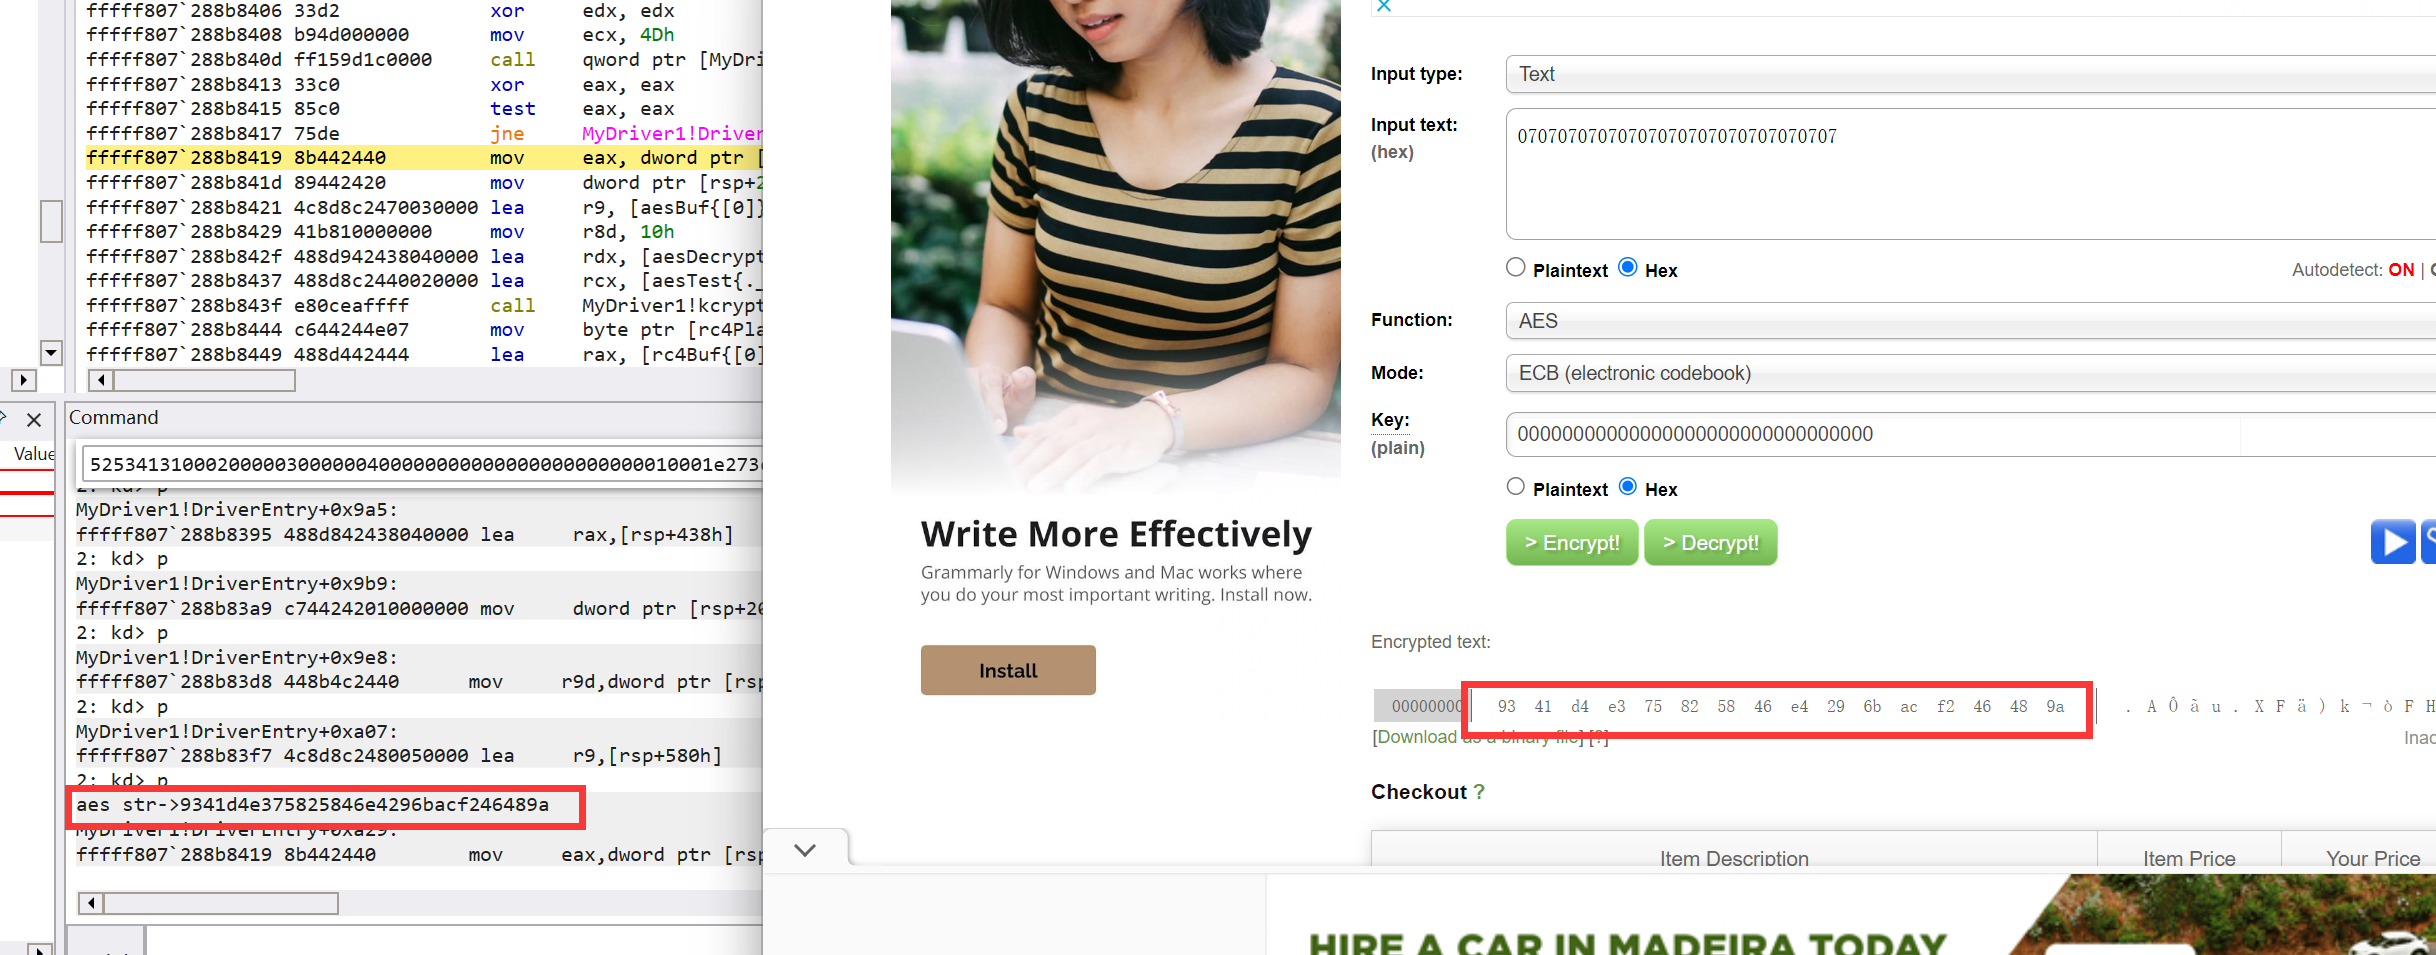 fffff807`288b8406 33d2 xor edx, edx
fffff807`288b8408 b94d000000 mov ecx, 4Dh
fffff807`288b840d ff159d1c0000 call qword ptr [MyDri
fffff807`288b8413 33c0 xor eax, eax
fffff807`288b8415 85c0 test eax, eax
fffff807`288b8417 75de jne MyDriver1!Driver
fffff807`288b8419 8b442440 mov eax, dword ptr [
fffff807`288b841d 89442420 mov dword ptr [rsp+2
fffff807`288b8421 4c8d8c2470030000 lea r9, [aesBuf{[0]}
fffff807`288b8429 41b810000000 mov r8d, 10h
fffff807`288b842f 488d942438040000 lea rdx, [aesDecrypt
fffff807`288b8437 488d8c2440020000 lea rcx, [aesTest{._
fffff807`288b843f e80ceaffff call MyDriver1!kcrypt
fffff807`288b8444 c644244e07 mov byte ptr [rc4Pla
fffff807`288b8449 488d442444 lea rax, [rc4Buf{[0]
Value
Command
2: kd> p
MyDriver1!DriverEntry+0x9a5:
fffff807`288b8395 488d842438040000 lea rax,[rsp+438h]
2: kd> p
MyDriver1!DriverEntry+0x9b9:
fffff807`288b83a9 c744242010000000 mov dword ptr [rsp+20
2: kd> p
MyDriver1!DriverEntry+0x9e8:
fffff807`288b83d8 448b4c2440 mov r9d,dword ptr [rsp
2: kd> p
MyDriver1!DriverEntry+0xa07:
fffff807`288b83f7 4c8d8c2480050000 lea r9,[rsp+580h]
2: kd> p
aes str->9341d4e375825846e4296bacf246489a
MyDriver1!DriverEntry+0xa29:
fffff807`288b8419 8b442440 mov eax,dword ptr [rsp
Write More Effectively
Grammarly for Windows and Mac works where
you do your most important writing. Install now.
Install
Input type:
Text
Input text:
(hex)
07070707070707070707070707070707
Plaintext Hex
Autodetect: ON |
Function:
AES
Mode:
ECB (electronic codebook)
Key:
(plain)
Plaintext Hex
> Encrypt! > Decrypt!
Encrypted text:
00000000 93 41 d4 e3 75 82 58 46 e4 29 6b ac f2 46 48 9a . A Ô ã u . X F ä ) k ¬ ò F H
[Download as a binary file] [?]
Inac
Checkout ?
Item Description Item Price Your Price
HIRE A CAR IN MADEIRA TODAY